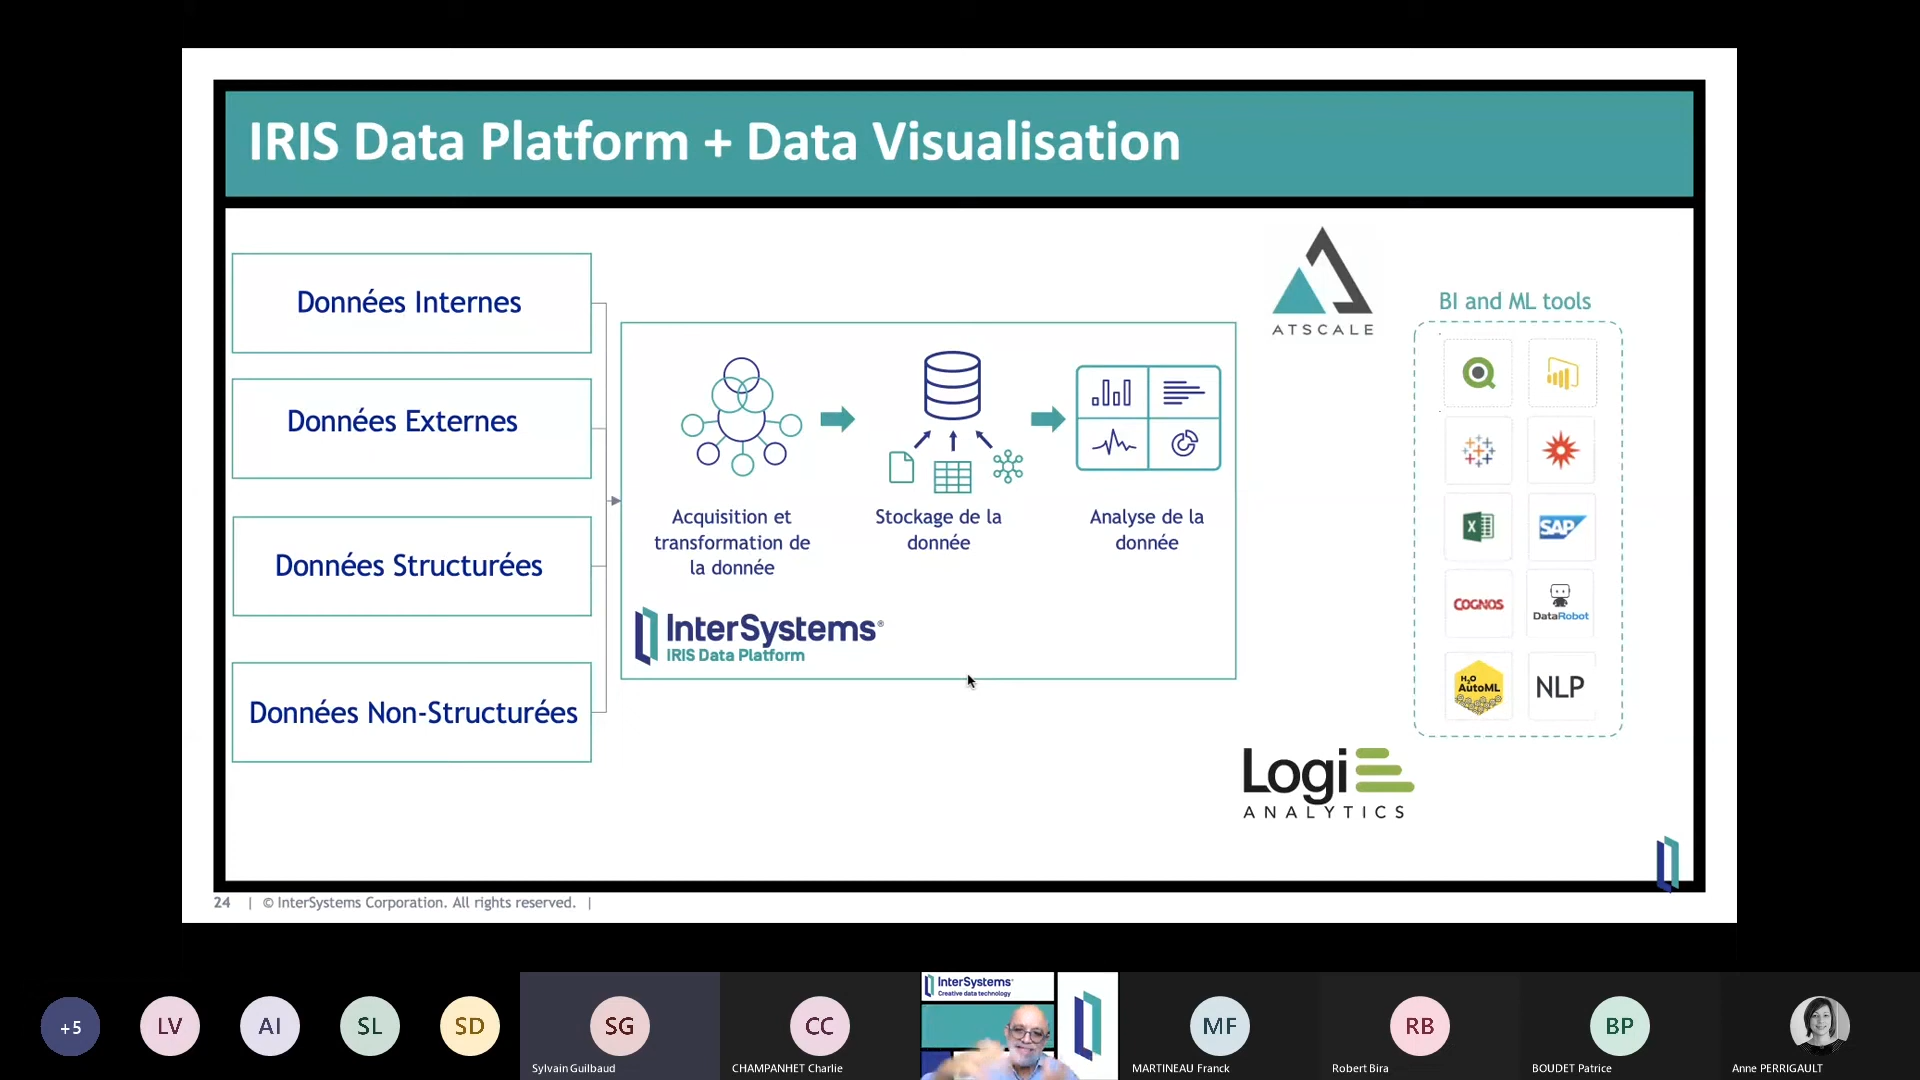 IRIS Data Platform + Data Visualisation
Données Internes
Données Externes
Données Structurées
Données Non-Structurées
Acquisition et
transformation de
la donnée
Stockage de la
donnée
Analyse de la
donnée
InterSystems®
IRIS Data Platform
ATSCALE
BI and ML tools
SAP
COGNOS
DataRobot
H2O
AutoML
NLP
Logi
ANALYTICS
24 | © InterSystems Corporation. All rights reserved. |
+5
LV
AI
SL
SD
SG
Sylvain Guilbaud
CC
CHAMPANHET Charlie
InterSystems®
Creative data technology
MF
MARTINEAU Franck
RB
Robert Bira
BP
BOUDET Patrice
Anne PERRIGAULT